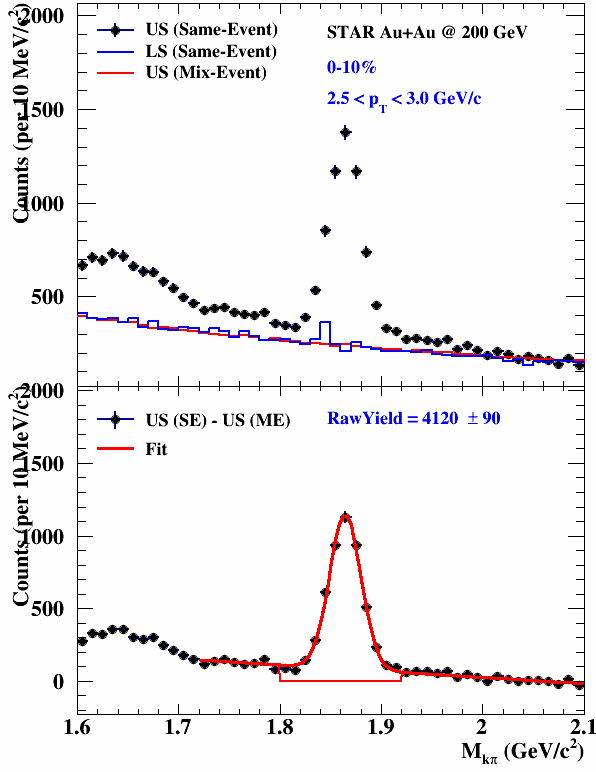 2000
1500
1000
500
Counts (per 10 MeV/c²)
US (Same-Event)
LS (Same-Event)
US (Mix-Event)
STAR Au+Au @ 200 GeV
0-10%
2.5 < p_T < 3.0 GeV/c
2000
1500
1000
500
0
Counts (per 10 MeV/c²)
US (SE) - US (ME)
Fit
RawYield = 4120 ± 90
1.6 1.7 1.8 1.9 2 2.1
M_kπ (GeV/c²)